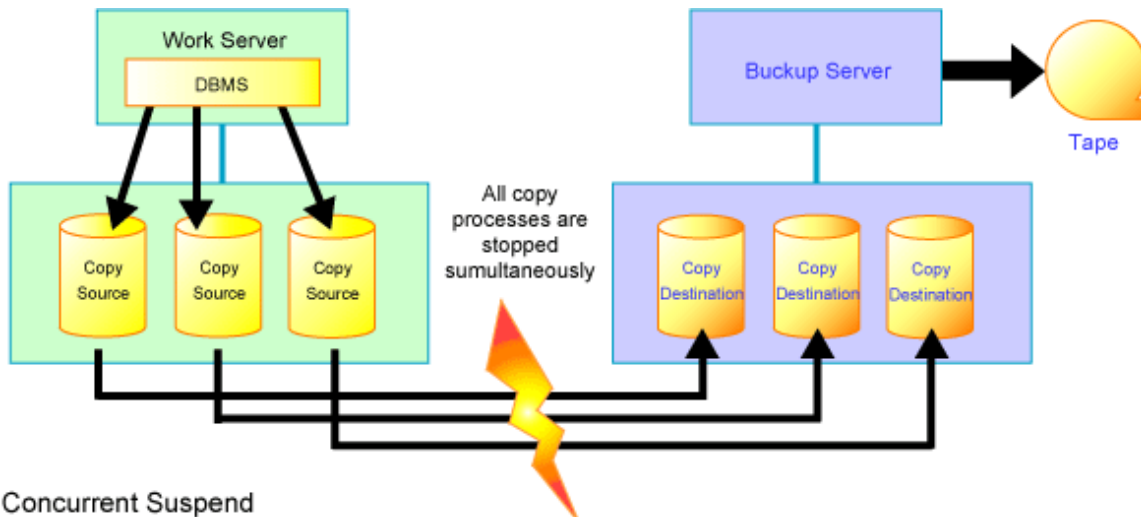 Work Server
DBMS
Buckup Server
Tape
All copy
processes are
stopped
sumultaneously
Copy
Source
Copy
Source
Copy
Source
Copy
Destination
Copy
Destination
Copy
Destination
Concurrent Suspend